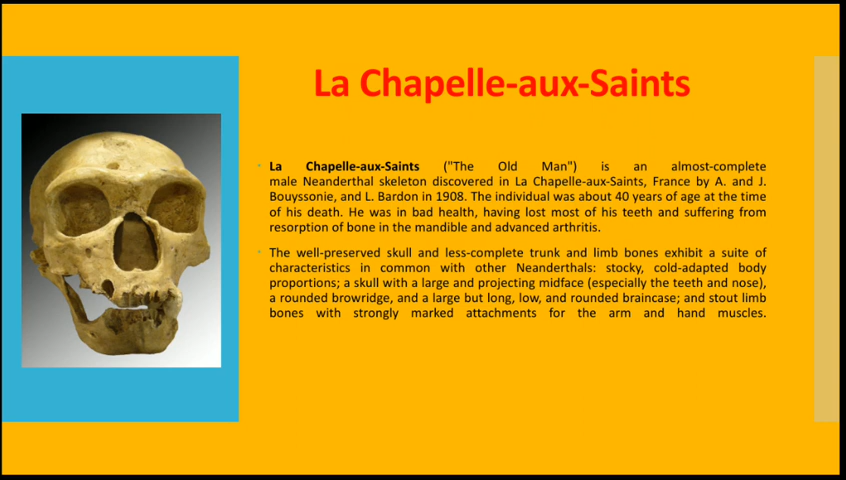 La Chapelle-aux-Saints
La Chapelle-aux-Saints ("The Old Man") is an almost-complete
male Neanderthal skeleton discovered in La Chapelle-aux-Saints, France by A. and J.
Bouyssonie, and L. Bardon in 1908. The individual was about 40 years of age at the time
of his death. He was in bad health, having lost most of his teeth and suffering from
resorption of bone in the mandible and advanced arthritis.
The well-preserved skull and less-complete trunk and limb bones exhibit a suite of
characteristics in common with other Neanderthals: stocky, cold-adapted body
proportions; a skull with a large and projecting midface (especially the teeth and nose),
a rounded browridge, and a large but long, low, and rounded braincase; and stout limb
bones with strongly marked attachments for the arm and hand muscles.